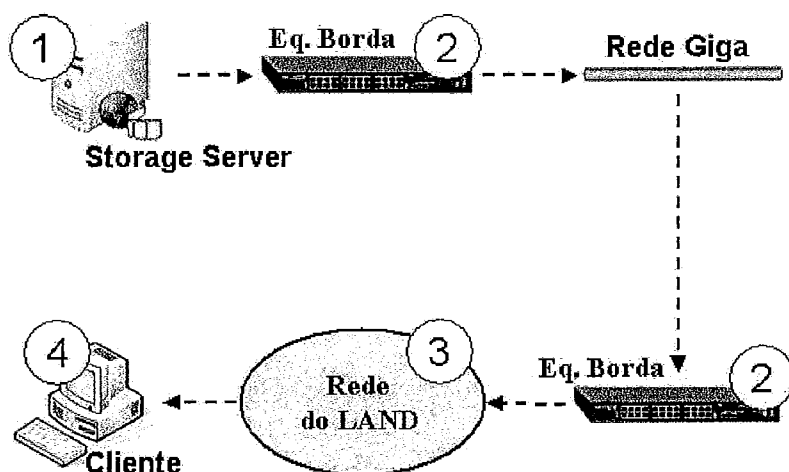 1
Eq. Borda
2
Rede Giga
Storage Server
4
3
Eq. Borda
2
Rede
do LAND
Cliente